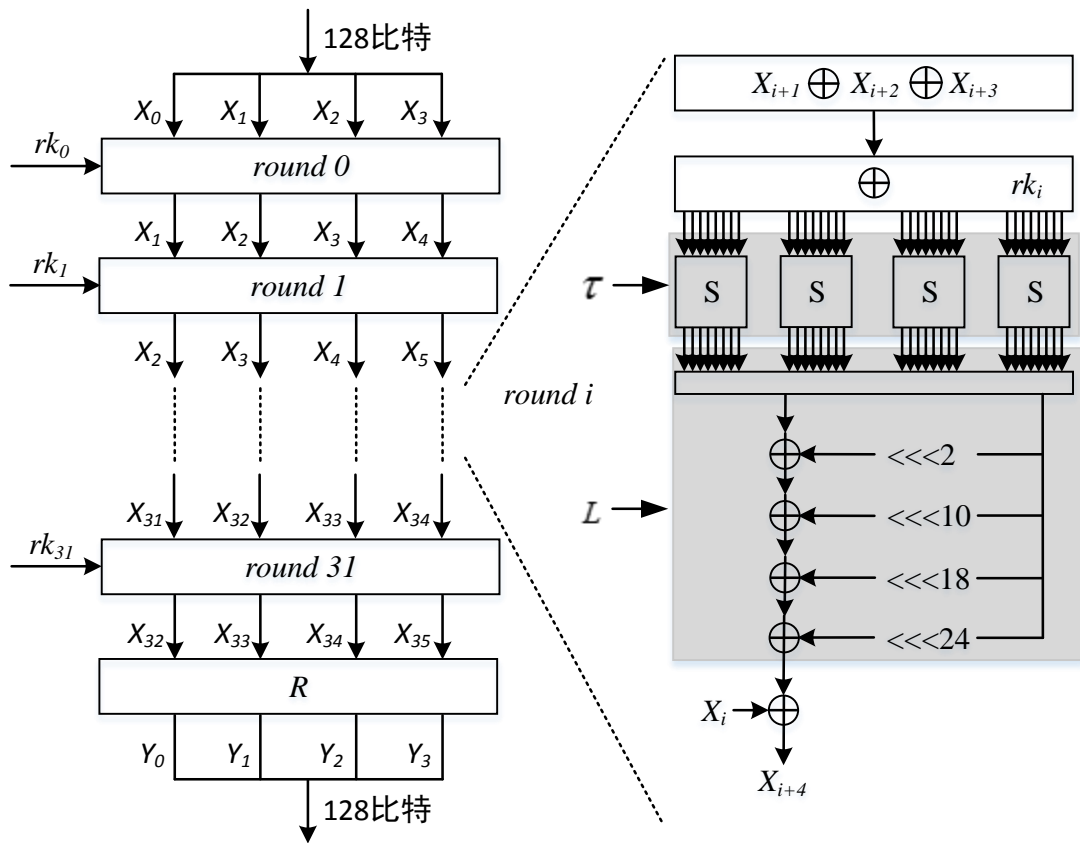 128比特
X0 X1 X2 X3
rk0
round 0
X1 X2 X3 X4
rk1
round 1
X2 X3 X4 X5
X31 X32 X33 X34
rk31
round 31
X32 X33 X34 X35
R
Y0 Y1 Y2 Y3
128比特
round i
Xi+1 ⊕ Xi+2 ⊕ Xi+3
⊕ rki
τ
S S S S
L
<<<2
<<<10
<<<18
<<<24
Xi
Xi+4